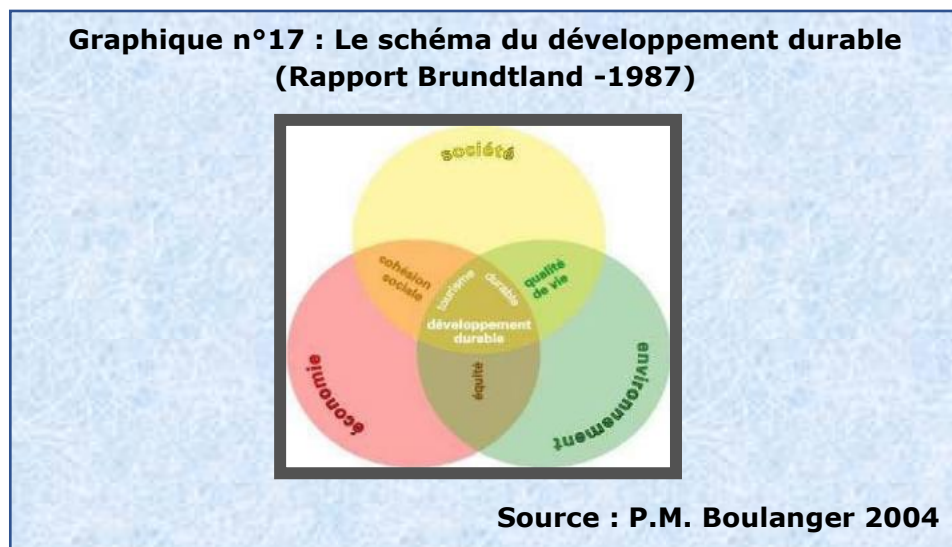 Graphique n°17 : Le schéma du développement durable
(Rapport Brundtland -1987)
société
cohésion
sociale
tourisme
durable
qualité
de vie
développement
durable
équité
économie
environnement
Source : P.M. Boulanger 2004